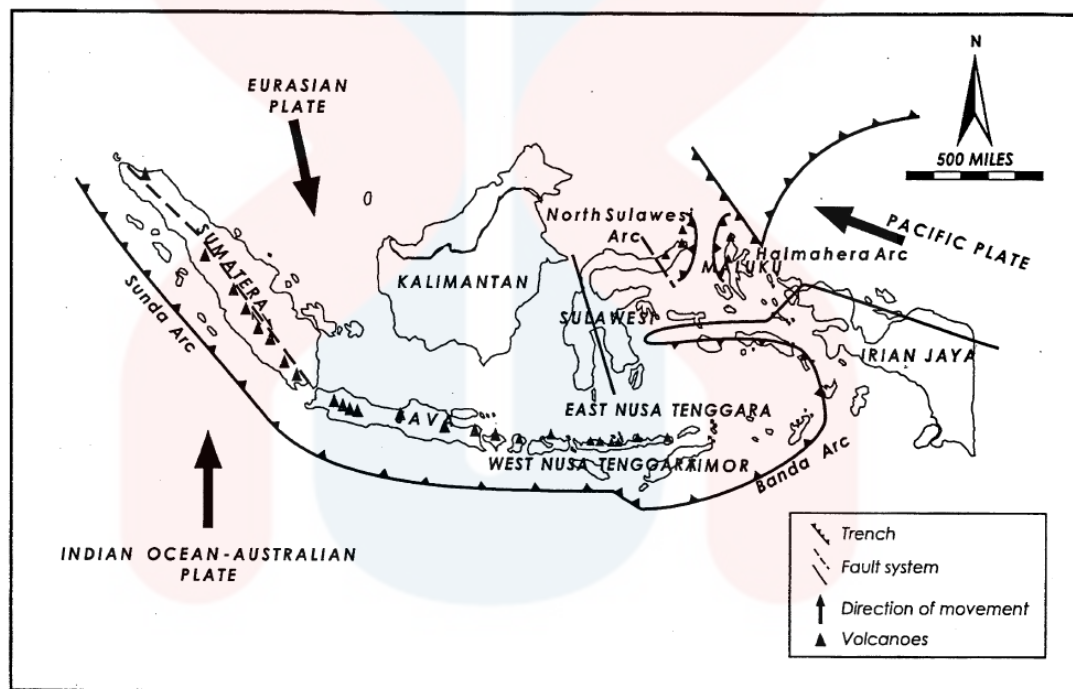 N
EURASIAN
PLATE
500 MILES
PACIFIC PLATE
North Sulawesi
Arc
Halmahera Arc
MALUKU
KALIMANTAN
SUMATERA
Sunda Arc
SULAWESI
IRIAN JAYA
EAST NUSA TENGGARA
AV
WEST NUSA TENGGARA
IMOR
Banda Arc
INDIAN OCEAN-AUSTRALIAN
PLATE
Trench
Fault system
Direction of movement
Volcanoes